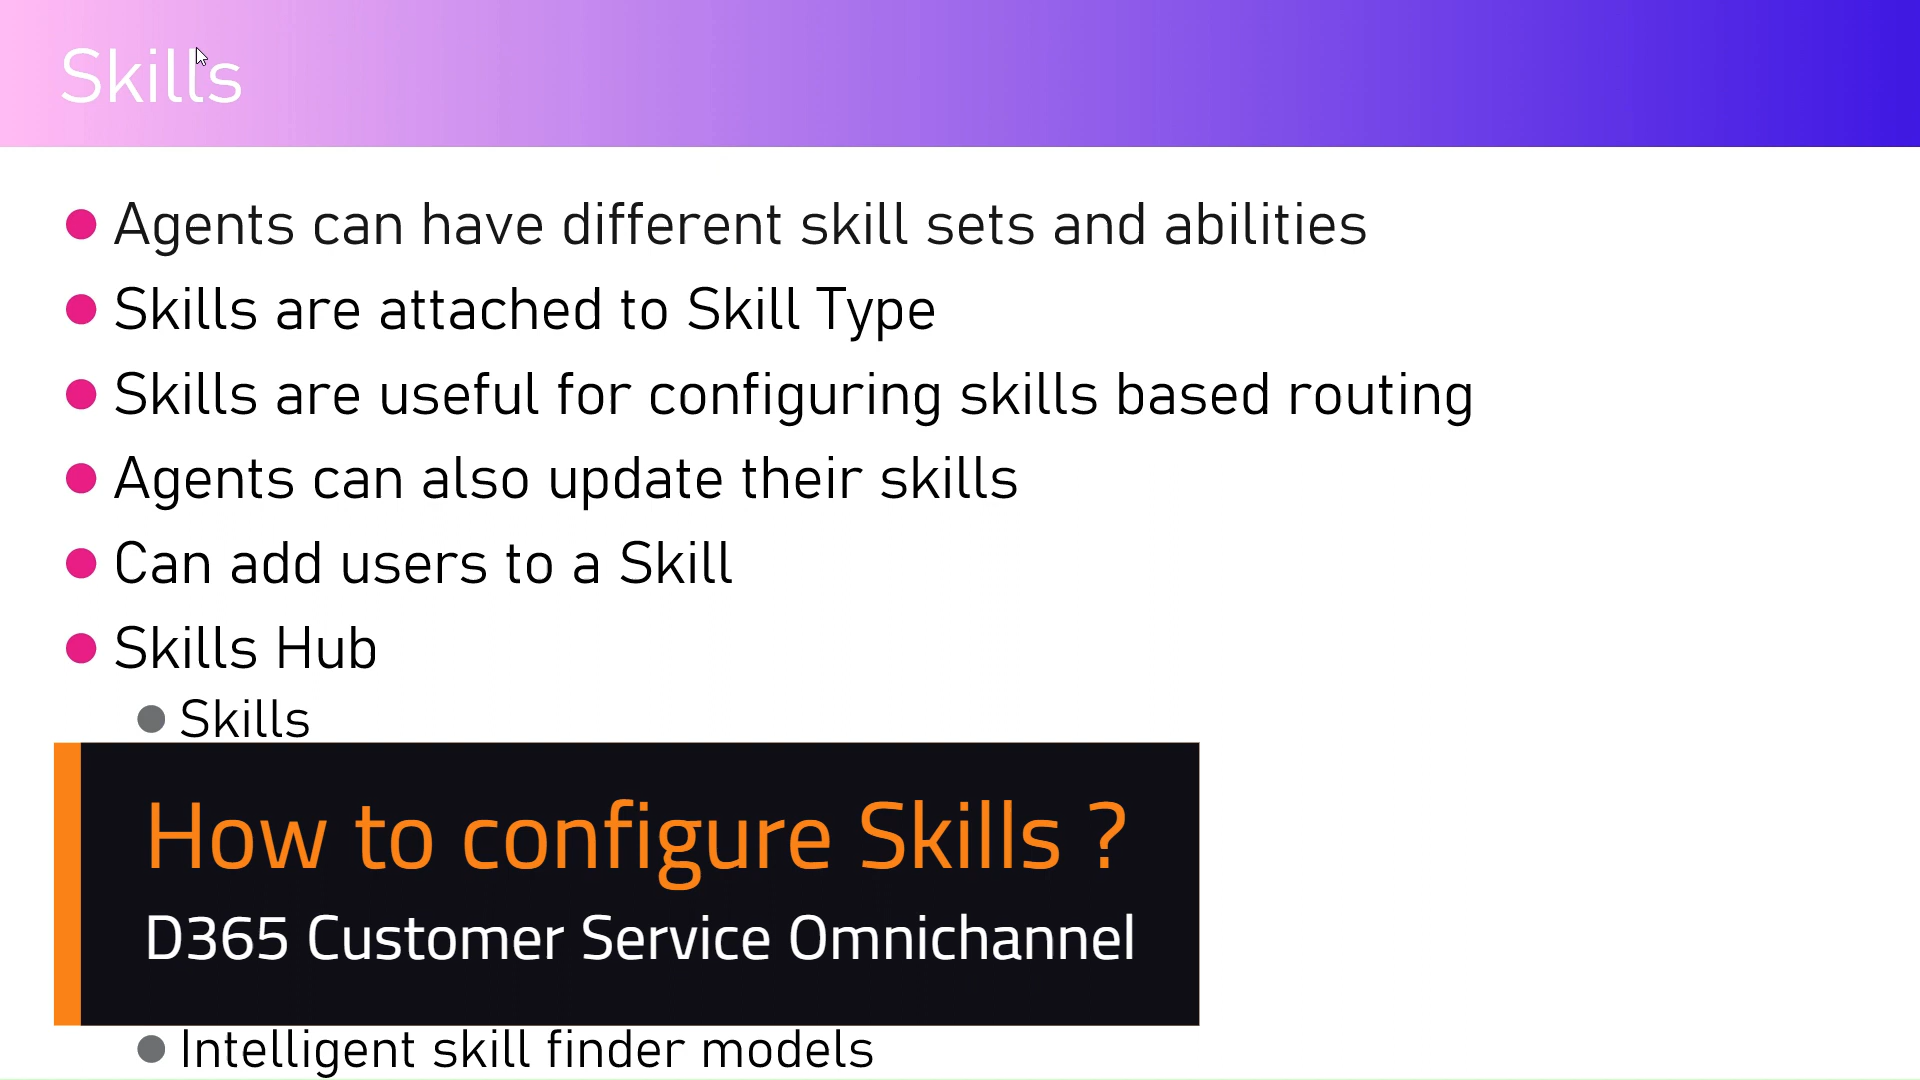 Skills
Agents can have different skill sets and abilities
Skills are attached to Skill Type
Skills are useful for configuring skills based routing
Agents can also update their skills
Can add users to a Skill
Skills Hub
Skills
How to configure Skills ?
D365 Customer Service Omnichannel
Intelligent skill finder models